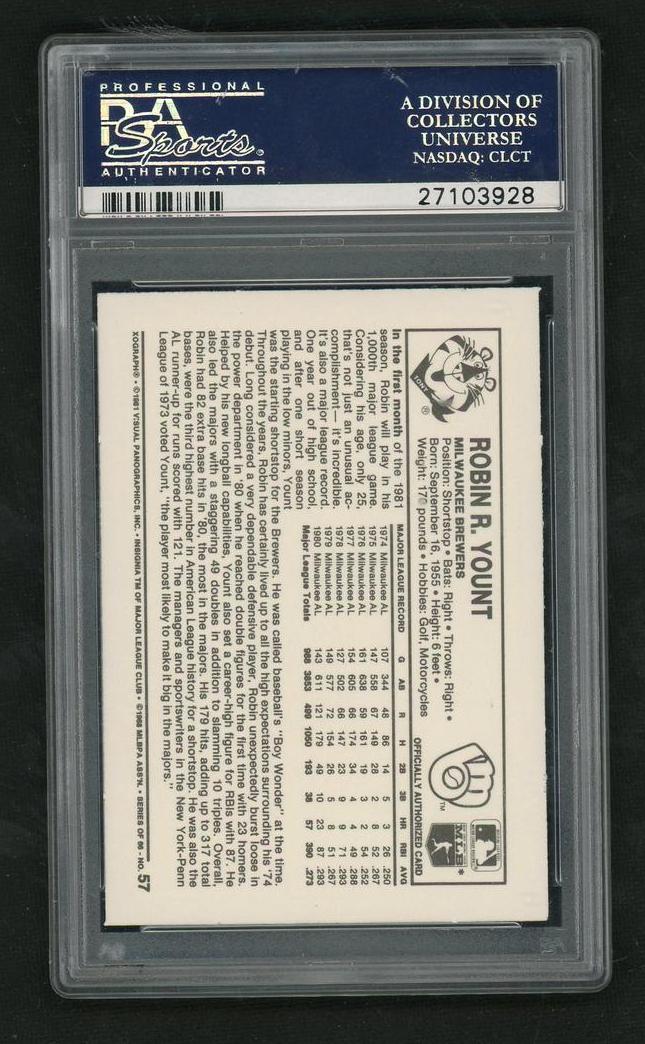 PROFESSIONAL
PSA
Sports
AUTHENTICATOR
A DIVISION OF
COLLECTORS
UNIVERSE
NASDAQ: CLCT
27103928
TONY
®
ROBIN R. YOUNT
MILWAUKEE BREWERS
Position: Shortstop • Bats: Right • Throws: Right •
Born: September 16, 1955 • Height: 6 feet •
Weight: 170 pounds • Hobbies: Golf, Motorcycles
TM
MLB*
OFFICIALLY AUTHORIZED CARD
In the first month of the 1981
season, Robin will play in his
1,000th major league game.
Considering his age, only 25,
that's not just an unusual ac-
complishment— it's incredible.
It's also a major league record.
One year out of high school,
and after one short season
playing in the low minors, Yount
MAJOR LEAGUE RECORD G AB R H 2B 3B HR RBI AVG
1974 Milwaukee AL 107 344 48 86 14 5 3 26 .250
1975 Milwaukee AL 147 558 67 149 28 2 8 52 .267
1976 Milwaukee AL 161 638 59 161 19 3 2 54 .252
1977 Milwaukee AL 154 605 66 174 34 4 4 49 .288
1978 Milwaukee AL 127 502 66 147 23 9 9 71 .293
1979 Milwaukee AL 149 577 72 154 26 5 8 51 .267
1980 Milwaukee AL 143 611 121 179 49 10 23 87 .293
Major League Totals 988 3853 499 1050 193 38 57 390 .273
was the starting shortstop for the Brewers. He was called baseball's "Boy Wonder" at the time.
Throughout the years, Robin has certainly lived up to all the high expectations surrounding his '74
debut. Long considered a very dependable defensive player, Robin unexpectedly burst loose in
the power department in '80 when he reached double figures for the first time with 23 homers.
Helped by his new longball capabilities, Yount also set a career-high figure for RBIs with 87. He
also led the majors with a staggering 49 doubles in addition to slamming 10 triples. Overall,
Robin had 82 extra base hits in '80, the most in the majors. His 179 hits, adding up to 317 total
bases, were the third highest number in American League history for a shortstop. He was also the
AL runner-up for runs scored with 121. The managers and sportswriters in the New York-Penn
League of 1973 voted Yount, "the player most likely to make it big in the majors."
XOGRAPH® • ©1981 VISUAL PANOGRAPHICS, INC. • INSIGNIA TM OF MAJOR LEAGUE CLUB • ©1968 MLBPA ASS'N. • SERIES OF 66 • NO. 57